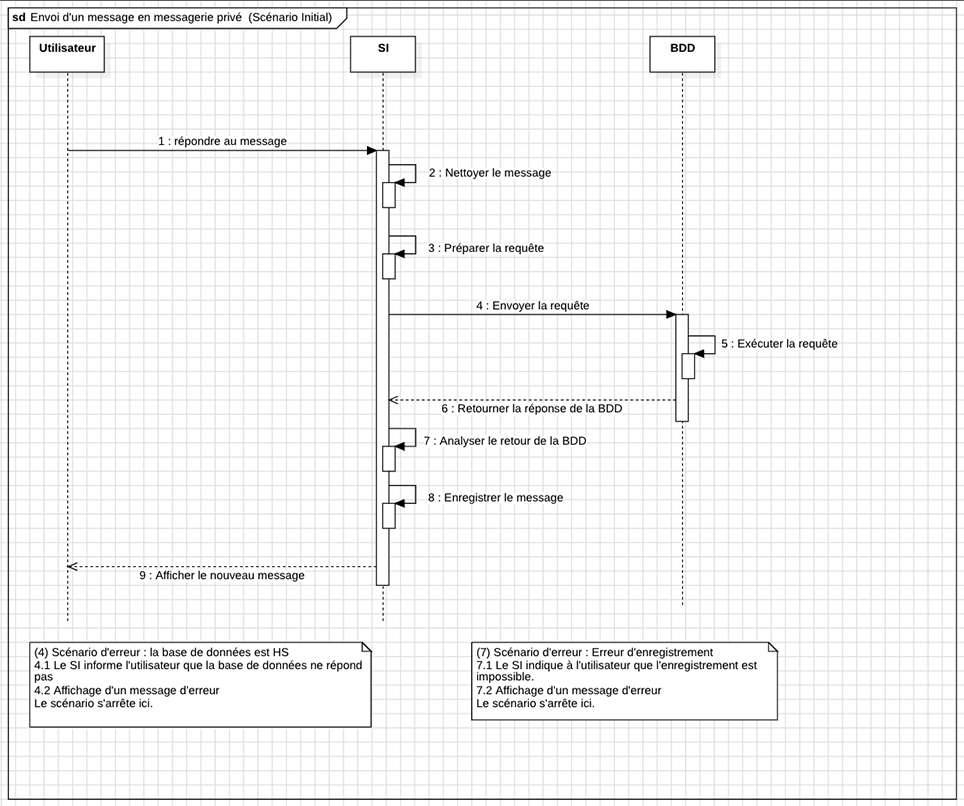 sd Envoi d'un message en messagerie privé (Scénario Initial)
Utilisateur
SI
BDD
1 : répondre au message
2 : Nettoyer le message
3 : Préparer la requête
4 : Envoyer la requête
5 : Exécuter la requête
6 : Retourner la réponse de la BDD
7 : Analyser le retour de la BDD
8 : Enregistrer le message
9 : Afficher le nouveau message
(4) Scénario d'erreur : la base de données est HS
4.1 Le SI informe l'utilisateur que la base de données ne répond
pas
4.2 Affichage d'un message d'erreur
Le scénario s'arrête ici.
(7) Scénario d'erreur : Erreur d'enregistrement
7.1 Le SI indique à l'utilisateur que l'enregistrement est
impossible.
7.2 Affichage d'un message d'erreur
Le scénario s'arrête ici.